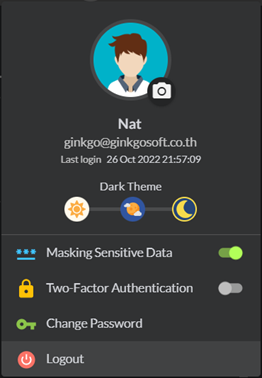 Nat
ginkgo@ginkgosoft.co.th
Last login 26 Oct 2022 21:57:09
Dark Theme
Masking Sensitive Data
Two-Factor Authentication
Change Password
Logout